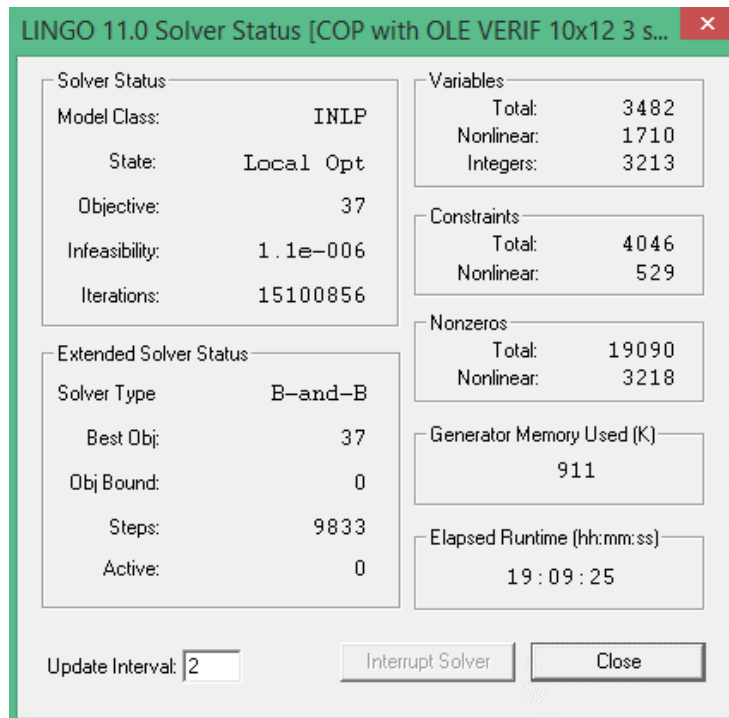 LINGO 11.0 Solver Status [COP with OLE VERIF 10x12 3 s...
Solver Status
Model Class: INLP
State: Local Opt
Objective: 37
Infeasibility: 1.1e-006
Iterations: 15100856
Extended Solver Status
Solver Type B-and-B
Best Obj: 37
Obj Bound: 0
Steps: 9833
Active: 0
Variables
Total: 3482
Nonlinear: 1710
Integers: 3213
Constraints
Total: 4046
Nonlinear: 529
Nonzeros
Total: 19090
Nonlinear: 3218
Generator Memory Used (K)
911
Elapsed Runtime (hh:mm:ss)
19:09:25
Update Interval: 2
Interrupt Solver
Close